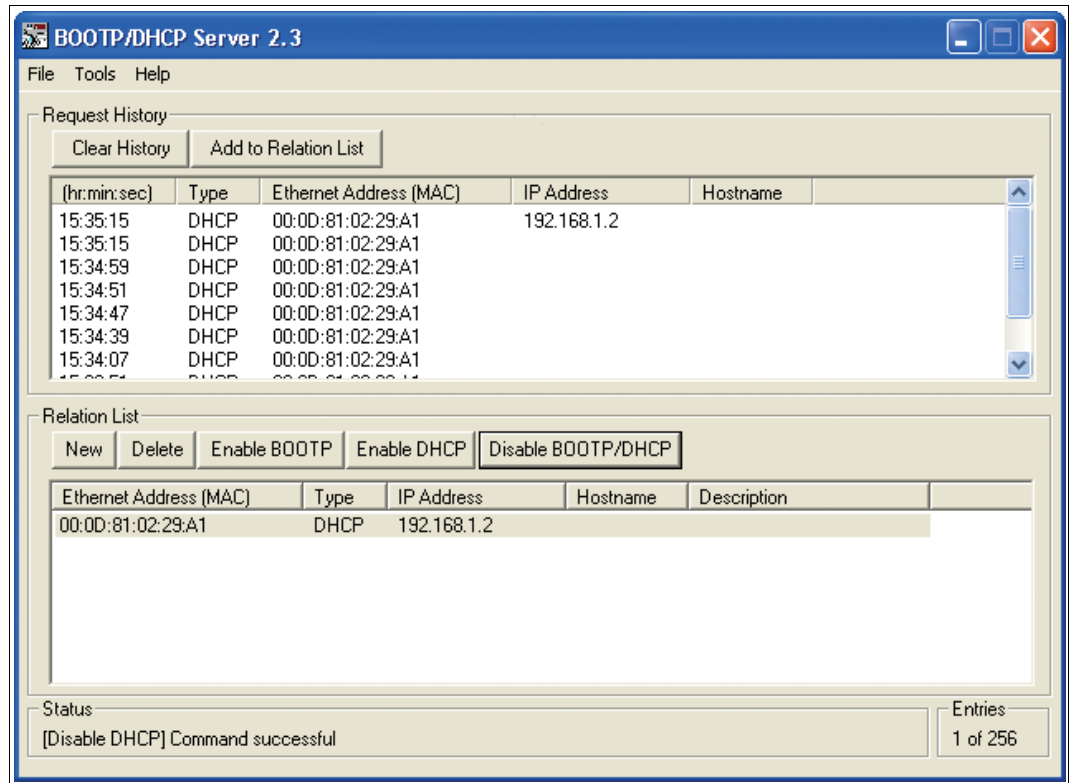 BOOTP/DHCP Server 2.3
File Tools Help
Request History
Clear History Add to Relation List
(hr:min:sec) Type Ethernet Address (MAC) IP Address Hostname
15:35:15 DHCP 00:0D:81:02:29:A1 192.168.1.2
15:35:15 DHCP 00:0D:81:02:29:A1
15:34:59 DHCP 00:0D:81:02:29:A1
15:34:51 DHCP 00:0D:81:02:29:A1
15:34:47 DHCP 00:0D:81:02:29:A1
15:34:39 DHCP 00:0D:81:02:29:A1
15:34:07 DHCP 00:0D:81:02:29:A1
Relation List
New Delete Enable BOOTP Enable DHCP Disable BOOTP/DHCP
Ethernet Address (MAC) Type IP Address Hostname Description
00:0D:81:02:29:A1 DHCP 192.168.1.2
Status Entries
[Disable DHCP] Command successful 1 of 256